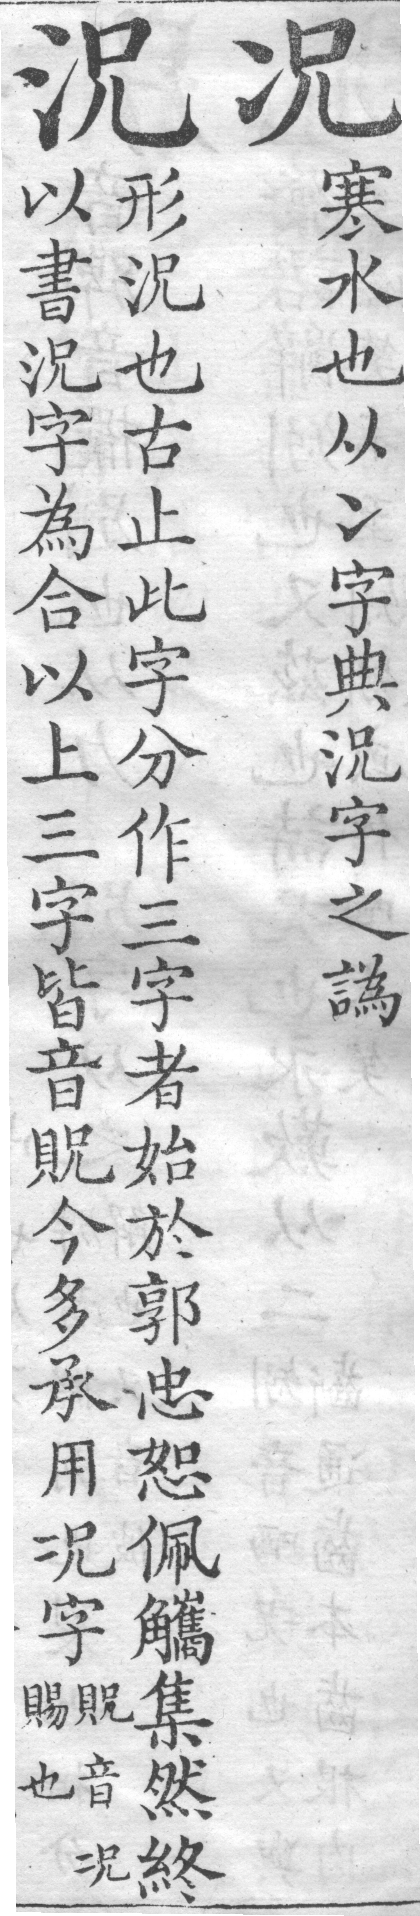 况
寒水也从冫字典況字之譌
況
形況也古止此字分作三字者始於郭忠恕佩觿集然終
以書況字為合以上三字皆音貺今多承用况字
貺音况
賜也